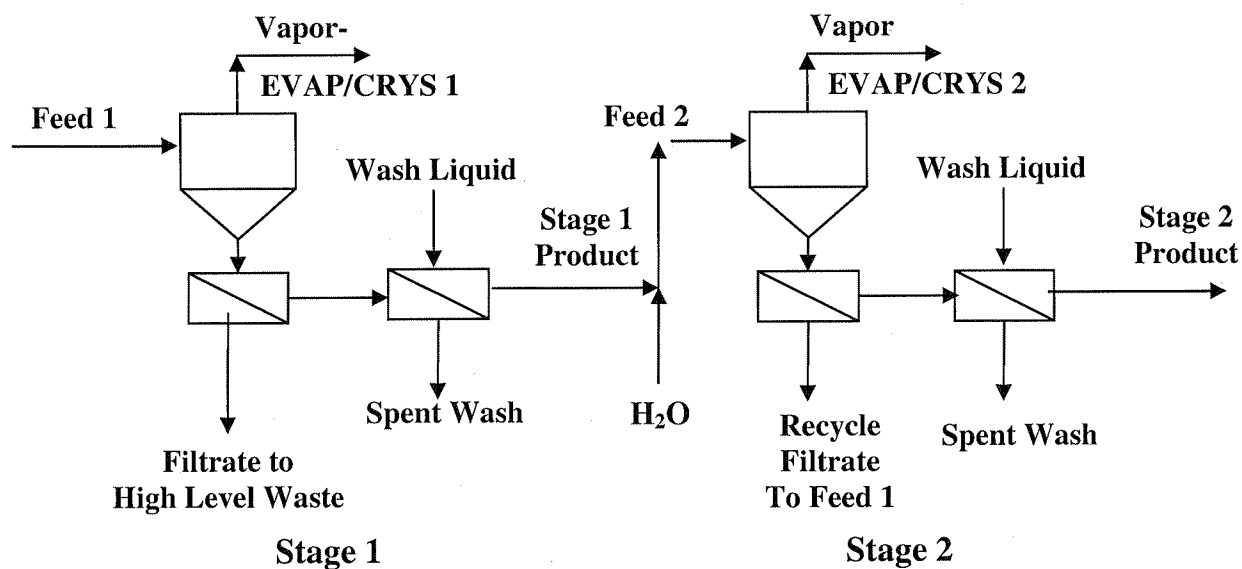 Vapor-
EVAP/CRYS 1
Feed 1
Wash Liquid
Stage 1
Product
Spent Wash
Filtrate to
High Level Waste
Stage 1
Vapor
EVAP/CRYS 2
Feed 2
Wash Liquid
Stage 2
Product
H₂O
Recycle
Filtrate
To Feed 1
Spent Wash
Stage 2